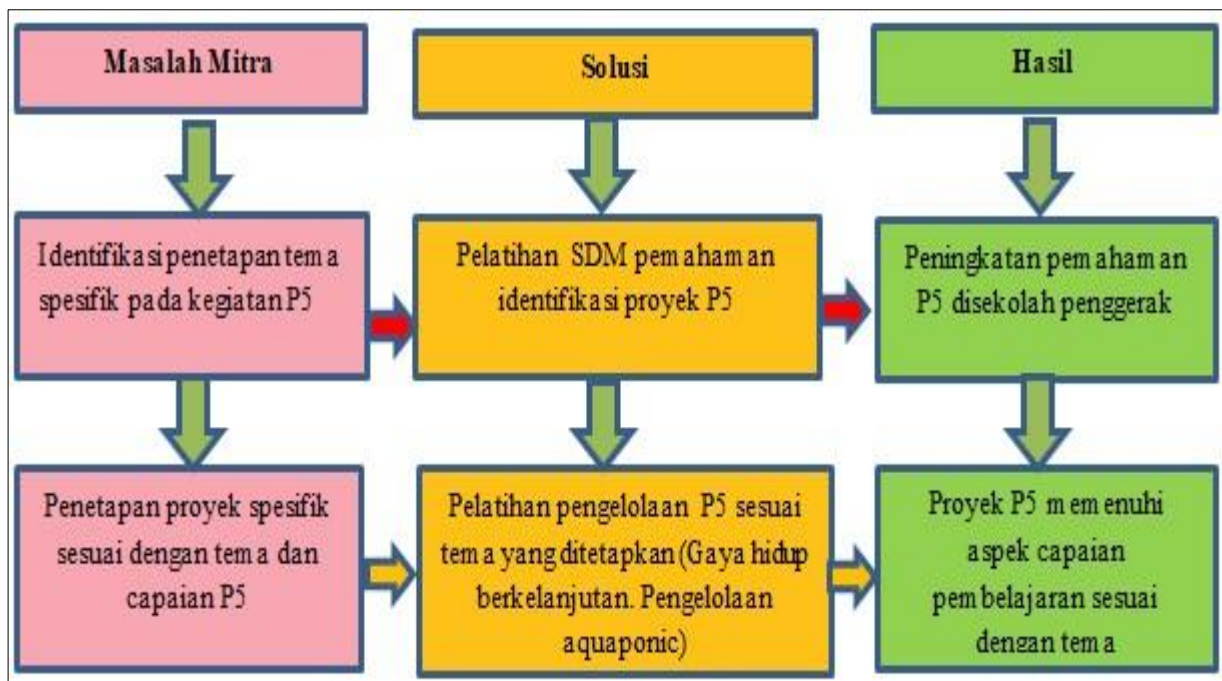 Masalah Mitra
Solusi
Hasil
Identifikasi penetapan tema
spesifik pada kegiatan P5
Pelatihan SDM pemahaman
identifikasi proyek P5
Peningkatan pemahaman
P5 disekolah penggerak
Penetapan proyek spesifik
sesuai dengan tema dan
capaian P5
Pelatihan pengelolaan P5 sesuai
tema yang ditetapkan (Gaya hidup
berkelanjutan. Pengelolaan
aquaponic)
Proyek P5 memenuhi
aspek capaian
pembelajaran sesuai
dengan tema